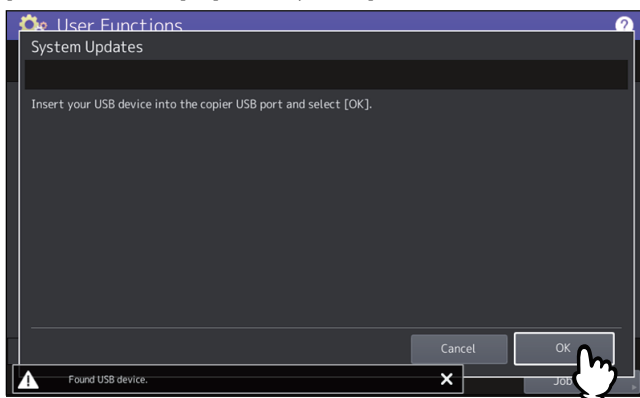 User Functions
?
System Updates
Insert your USB device into the copier USB port and select [OK].
Cancel
OK
Found USB device.
Job